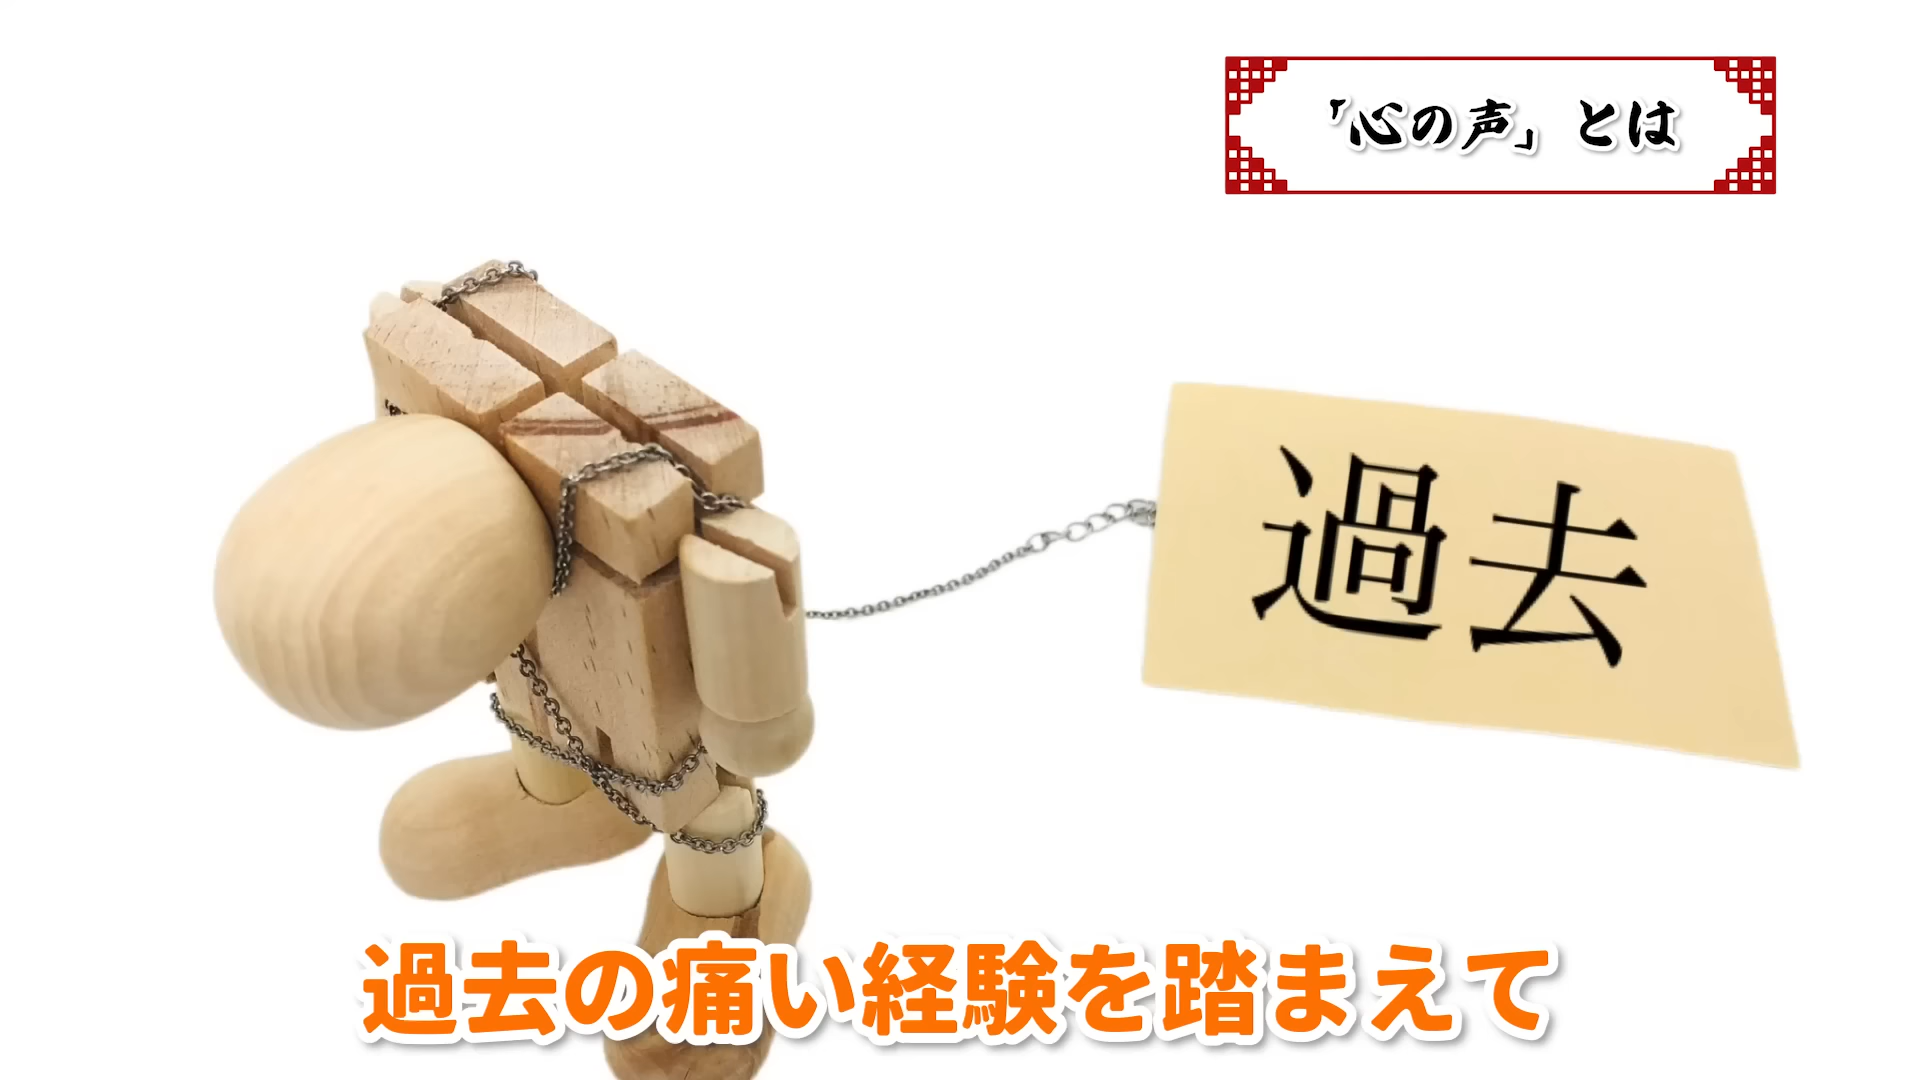 「心の声」とは
過去
過去の痛い経験を踏まえて